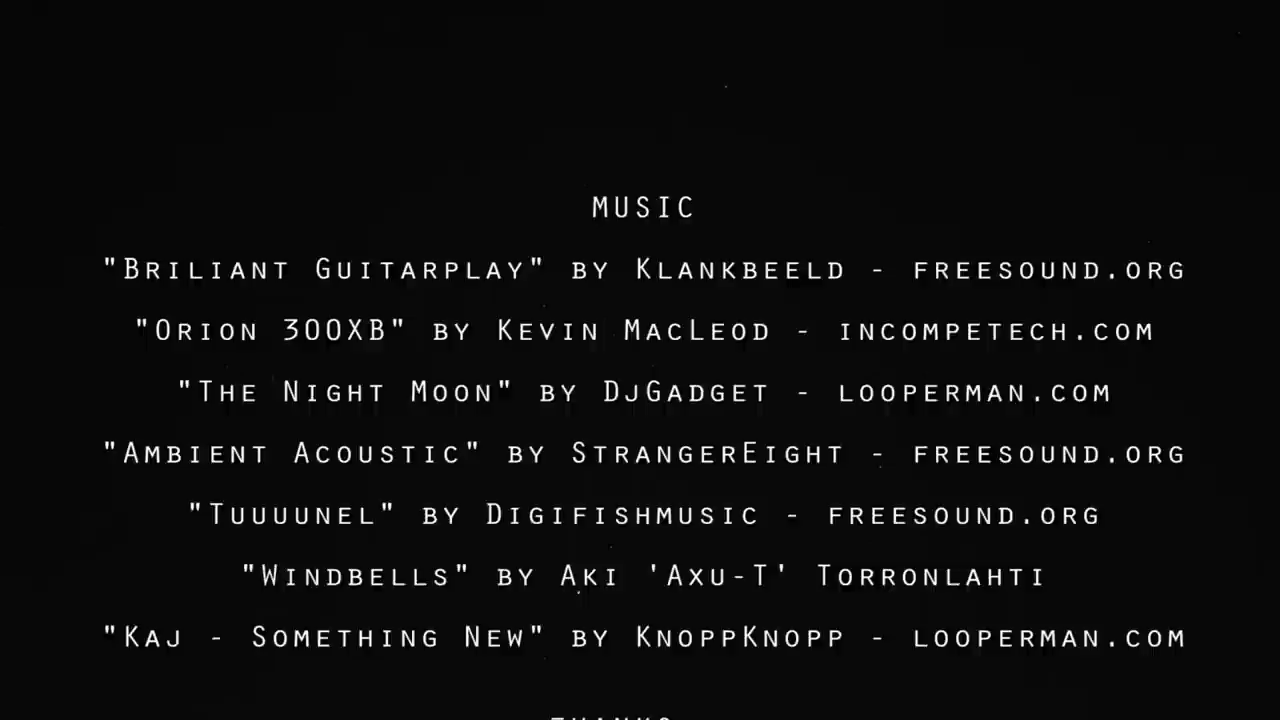 MUSIC
"Briliant Guitarplay" by Klankbeeld - freesound.org
"Orion 300XB" by Kevin MacLeod - incompetech.com
"The Night Moon" by DjGadget - looperman.com
"Ambient Acoustic" by StrangerEight - freesound.org
"Tuuuunel" by Digifishmusic - freesound.org
"Windbells" by Aki 'Axu-T' Torronlahti
"Kaj - Something New" by KnoppKnopp - looperman.com